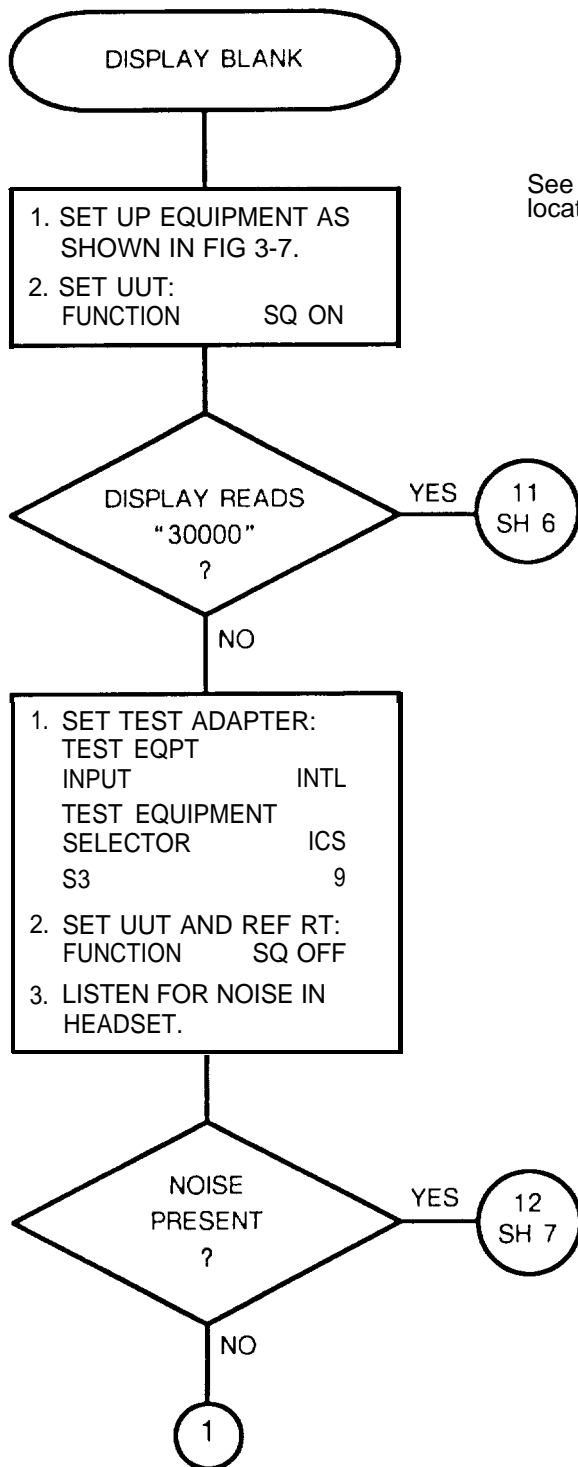 DISPLAY BLANK
See
locat
1. SET UP EQUIPMENT AS
SHOWN IN FIG 3-7.
2. SET UUT:
FUNCTION SQ ON
DISPLAY READS
"30000"
?
YES
11
SH 6
NO
1. SET TEST ADAPTER:
TEST EQPT
INPUT INTL
TEST EQUIPMENT
SELECTOR ICS
S3 9
2. SET UUT AND REF RT:
FUNCTION SQ OFF
3. LISTEN FOR NOISE IN
HEADSET.
NOISE
PRESENT
?
YES
12
SH 7
NO
1